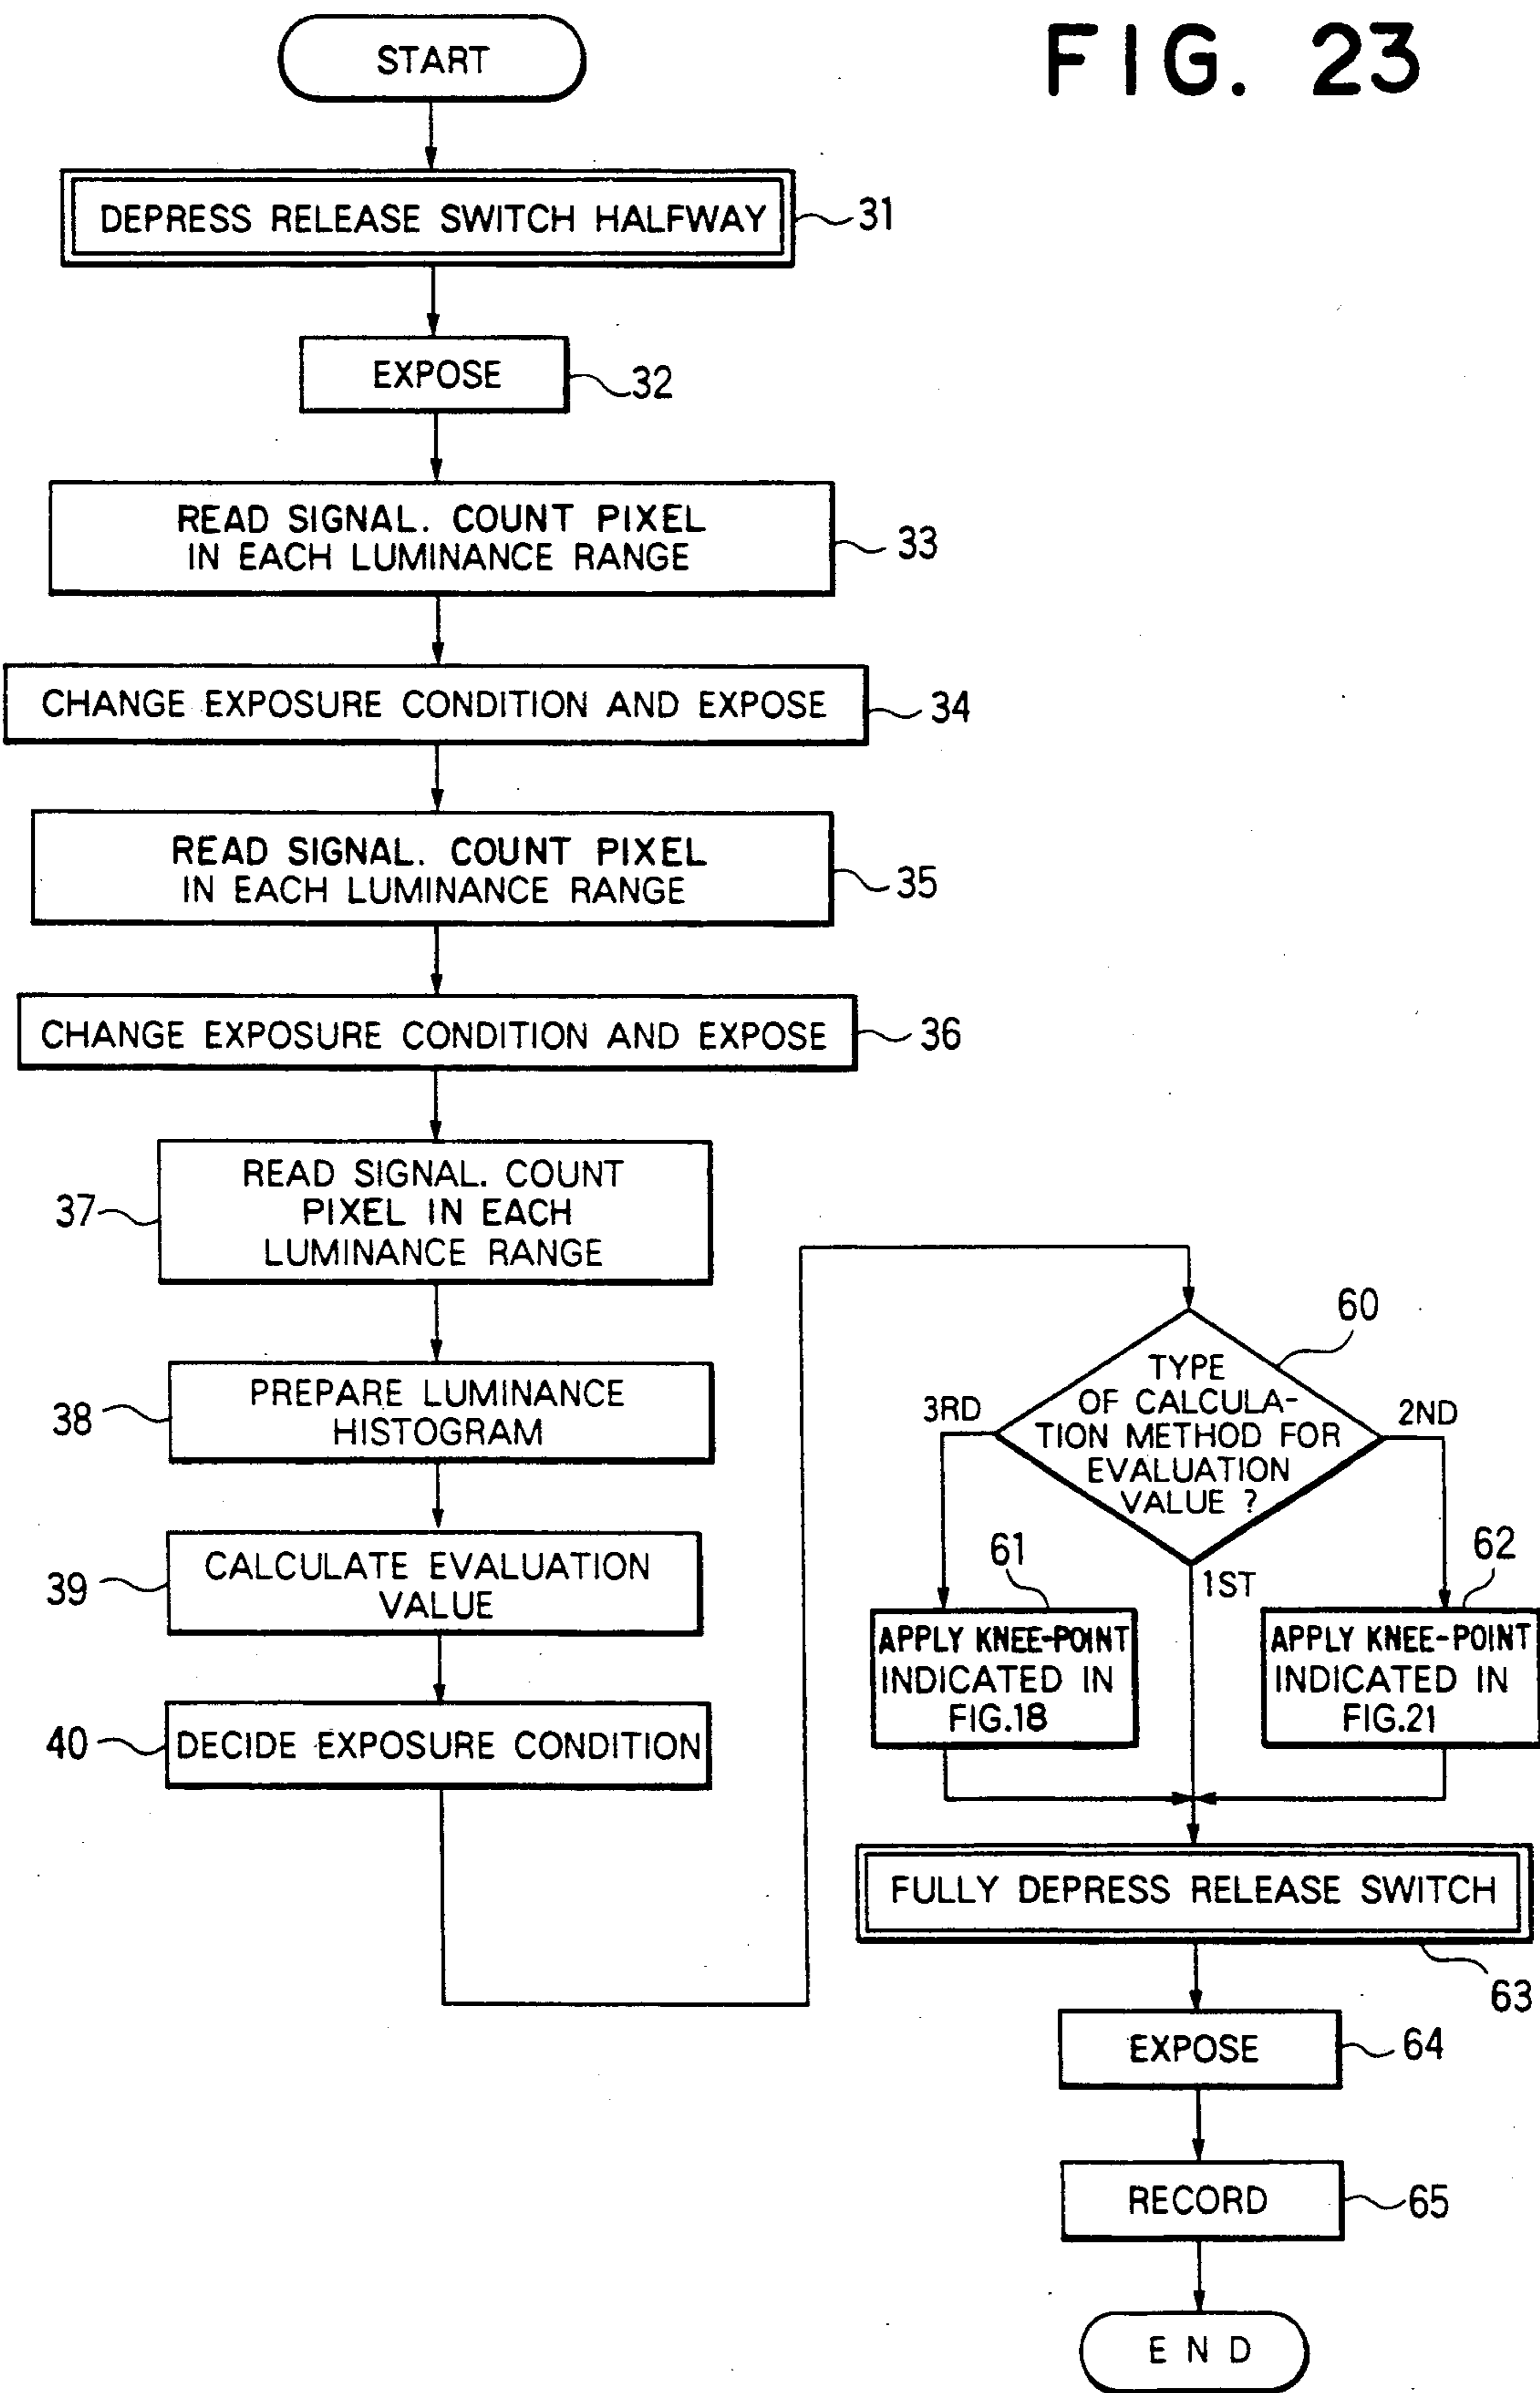 FIG. 23
START
DEPRESS RELEASE SWITCH HALFWAY
31
EXPOSE
32
READ SIGNAL. COUNT PIXEL
IN EACH LUMINANCE RANGE
33
CHANGE EXPOSURE CONDITION AND EXPOSE
34
READ SIGNAL. COUNT PIXEL
IN EACH LUMINANCE RANGE
35
CHANGE EXPOSURE CONDITION AND EXPOSE
36
READ SIGNAL. COUNT
PIXEL IN EACH
LUMINANCE RANGE
37
PREPARE LUMINANCE
HISTOGRAM
38
CALCULATE EVALUATION
VALUE
39
DECIDE EXPOSURE CONDITION
40
60
TYPE
OF CALCULA-
TION METHOD FOR
EVALUATION
VALUE ?
3RD
2ND
1ST
61
APPLY KNEE-POINT
INDICATED IN
FIG.18
62
APPLY KNEE-POINT
INDICATED IN
FIG.21
FULLY DEPRESS RELEASE SWITCH
63
EXPOSE
64
RECORD
65
END